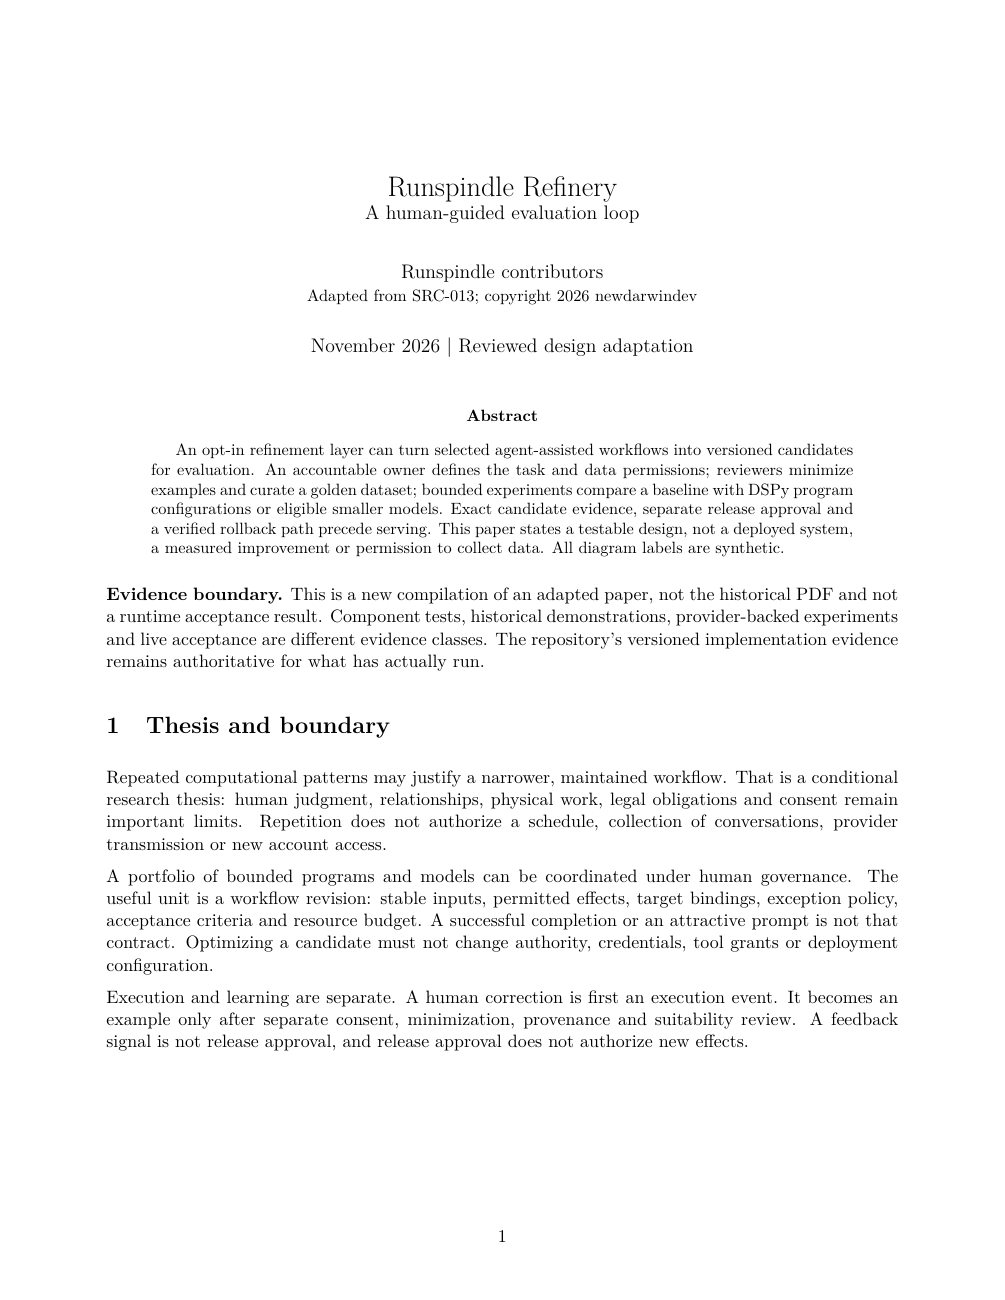 Runspindle Refinery
A human-guided evaluation loop
Runspindle contributors
Adapted from SRC-013; copyright 2026 newdarwindev
November 2026 | Reviewed design adaptation
Abstract
An opt-in refinement layer can turn selected agent-assisted workflows into versioned candidates
for evaluation. An accountable owner defines the task and data permissions; reviewers minimize
examples and curate a golden dataset; bounded experiments compare a baseline with DSPy program
configurations or eligible smaller models. Exact candidate evidence, separate release approval and
a verified rollback path precede serving. This paper states a testable design, not a deployed system,
a measured improvement or permission to collect data. All diagram labels are synthetic.
Evidence boundary. This is a new compilation of an adapted paper, not the historical PDF and not
a runtime acceptance result. Component tests, historical demonstrations, provider-backed experiments
and live acceptance are different evidence classes. The repository's versioned implementation evidence
remains authoritative for what has actually run.
1 Thesis and boundary
Repeated computational patterns may justify a narrower, maintained workflow. That is a conditional
research thesis: human judgment, relationships, physical work, legal obligations and consent remain
important limits. Repetition does not authorize a schedule, collection of conversations, provider
transmission or new account access.
A portfolio of bounded programs and models can be coordinated under human governance. The
useful unit is a workflow revision: stable inputs, permitted effects, target bindings, exception policy,
acceptance criteria and resource budget. A successful completion or an attractive prompt is not that
contract. Optimizing a candidate must not change authority, credentials, tool grants or deployment
configuration.
Execution and learning are separate. A human correction is first an execution event. It becomes an
example only after separate consent, minimization, provenance and suitability review. A feedback
signal is not release approval, and release approval does not authorize new effects.
1